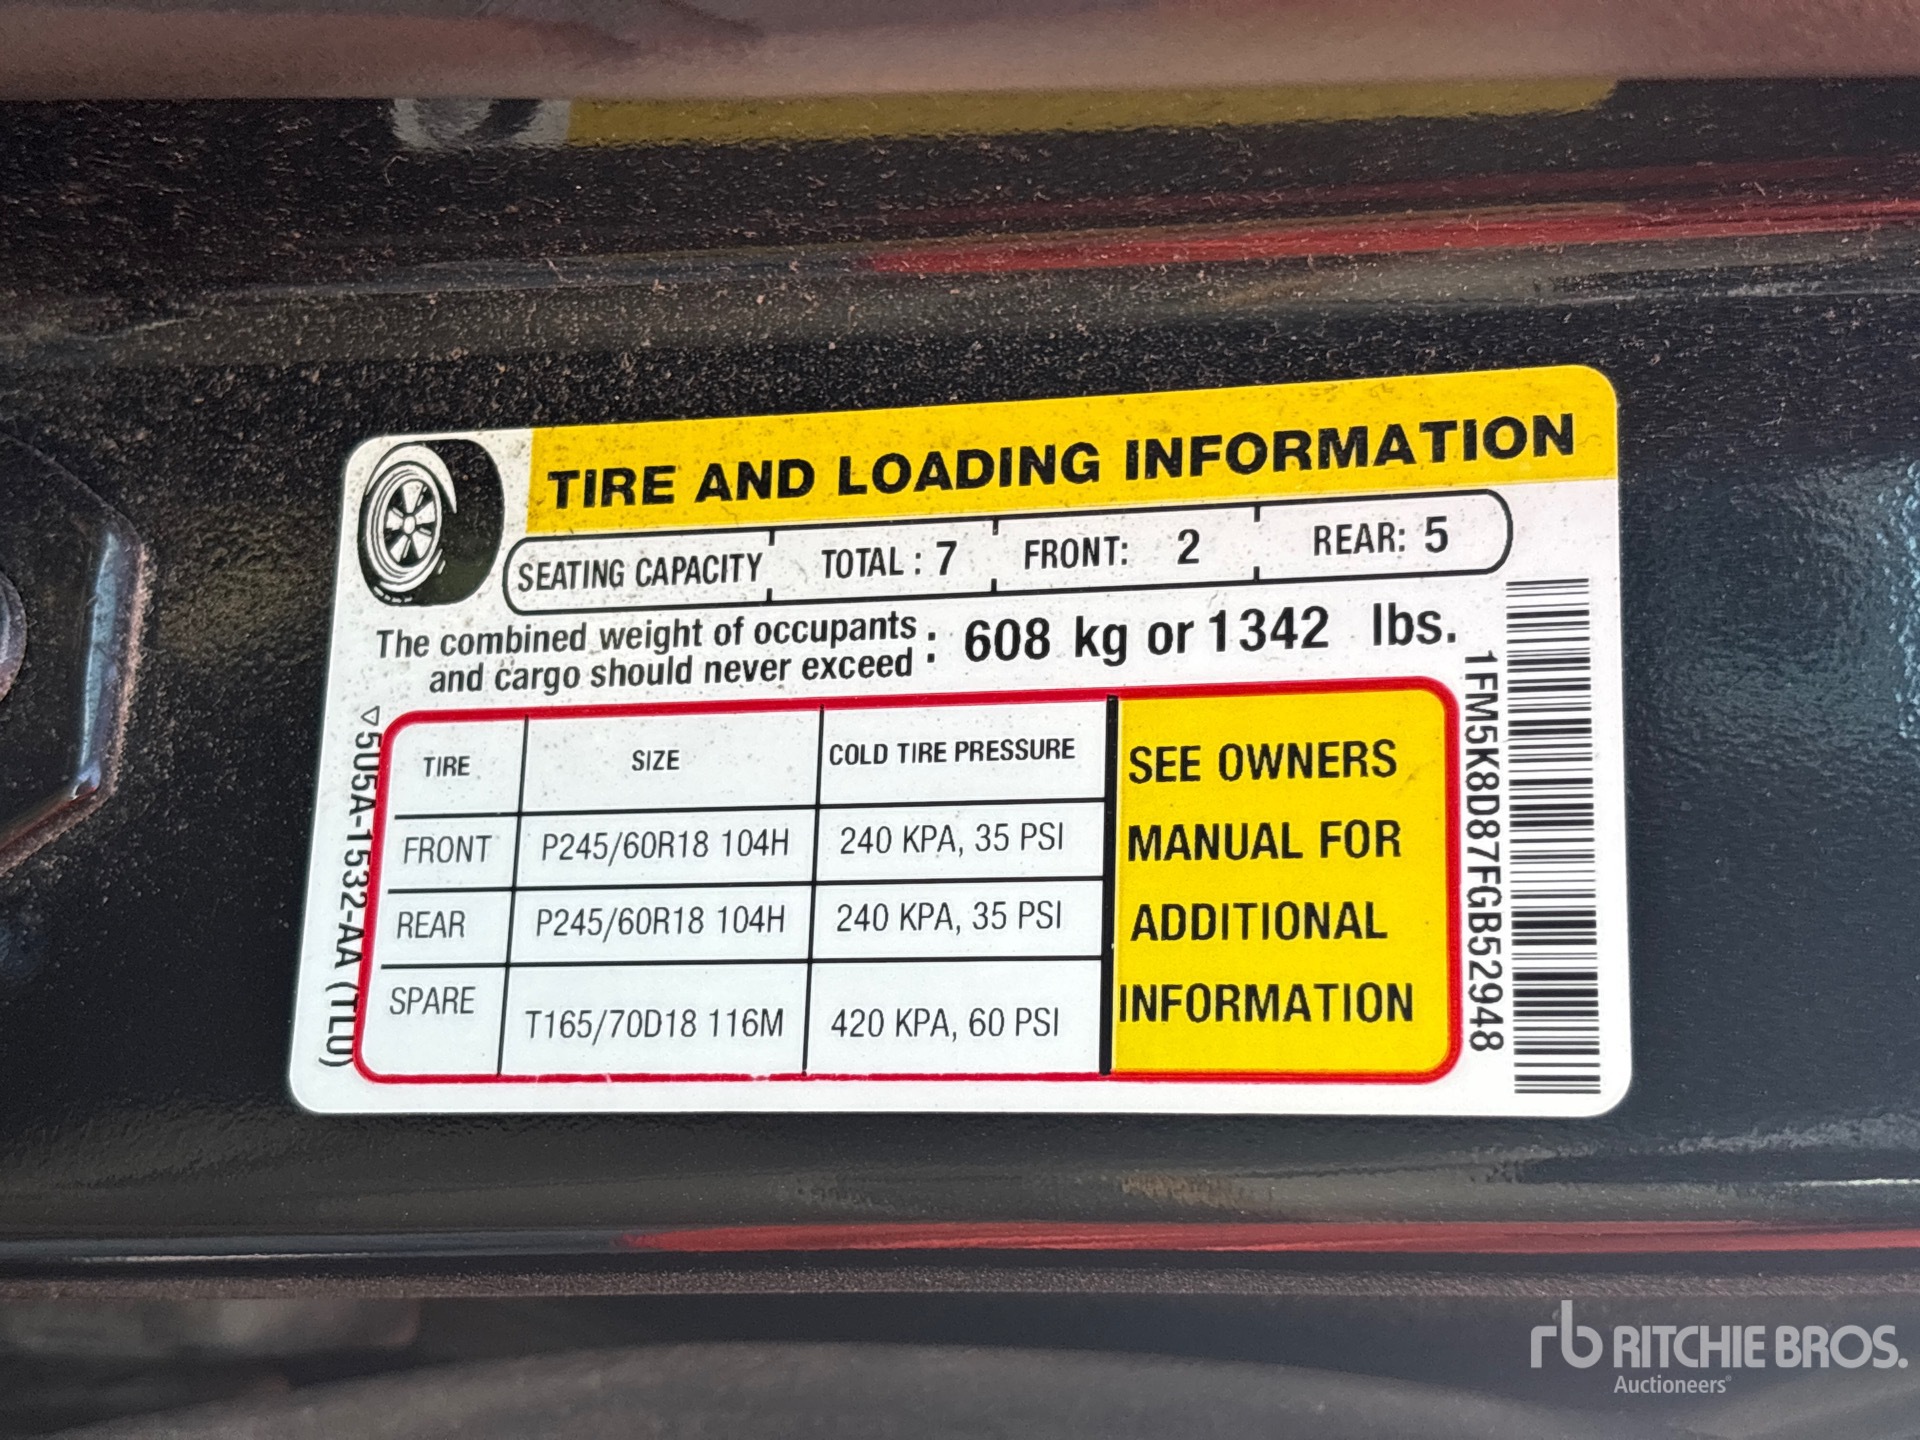 TIRE AND LOADING INFORMATION
SEATING CAPACITY TOTAL : 7 FRONT: 2 REAR: 5
The combined weight of occupants
and cargo should never exceed : 608 kg or 1342 lbs.
TIRE SIZE COLD TIRE PRESSURE
FRONT P245/60R18 104H 240 KPA, 35 PSI
REAR P245/60R18 104H 240 KPA, 35 PSI
SPARE T165/70D18 116M 420 KPA, 60 PSI
SEE OWNERS
MANUAL FOR
ADDITIONAL
INFORMATION
5U5A-1532-AA (TLU)
1FM5K8D87FGB52948
rb RITCHIE BROS.
Auctioneers